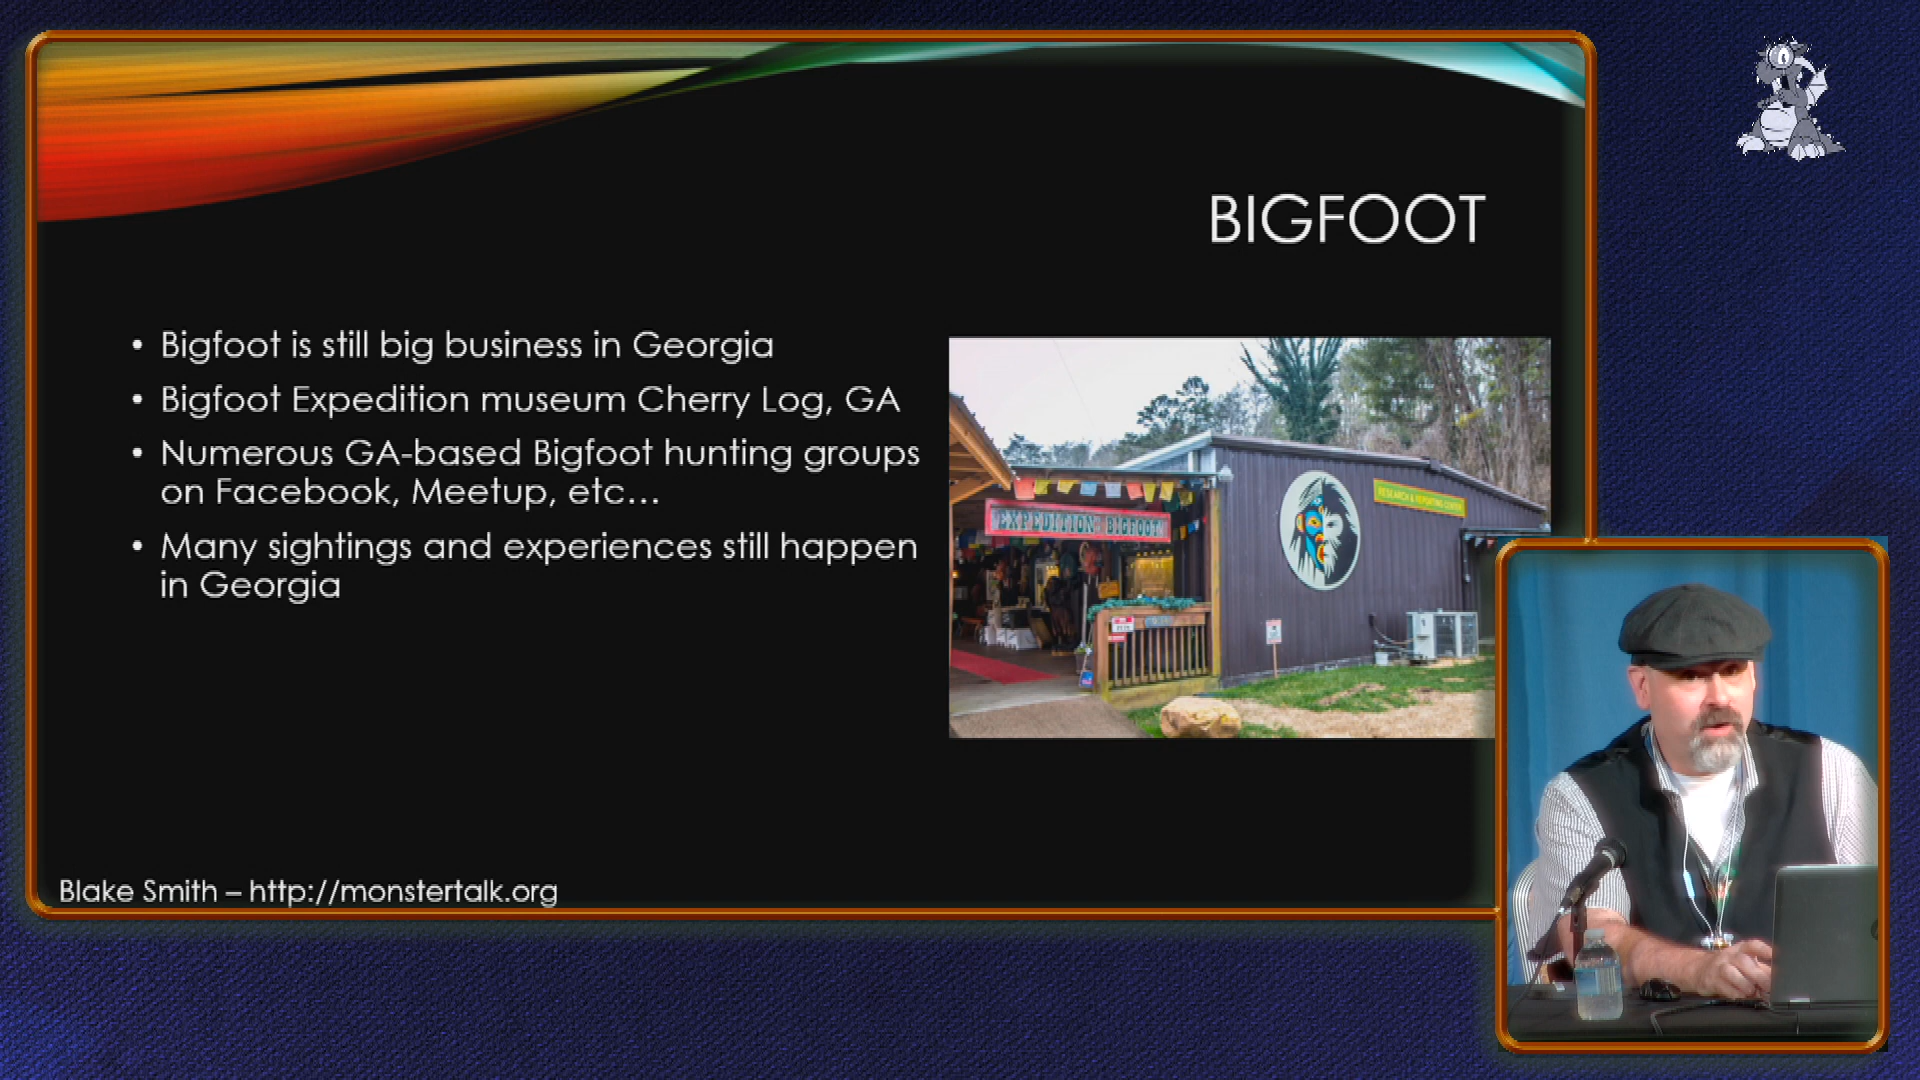 BIGFOOT
• Bigfoot is still big business in Georgia
• Bigfoot Expedition museum Cherry Log, GA
• Numerous GA-based Bigfoot hunting groups
on Facebook, Meetup, etc...
• Many sightings and experiences still happen
in Georgia
EXPEDITION: BIGFOOT!
RESEARCH & REPORTING CENTER
Blake Smith – http://monstertalk.org